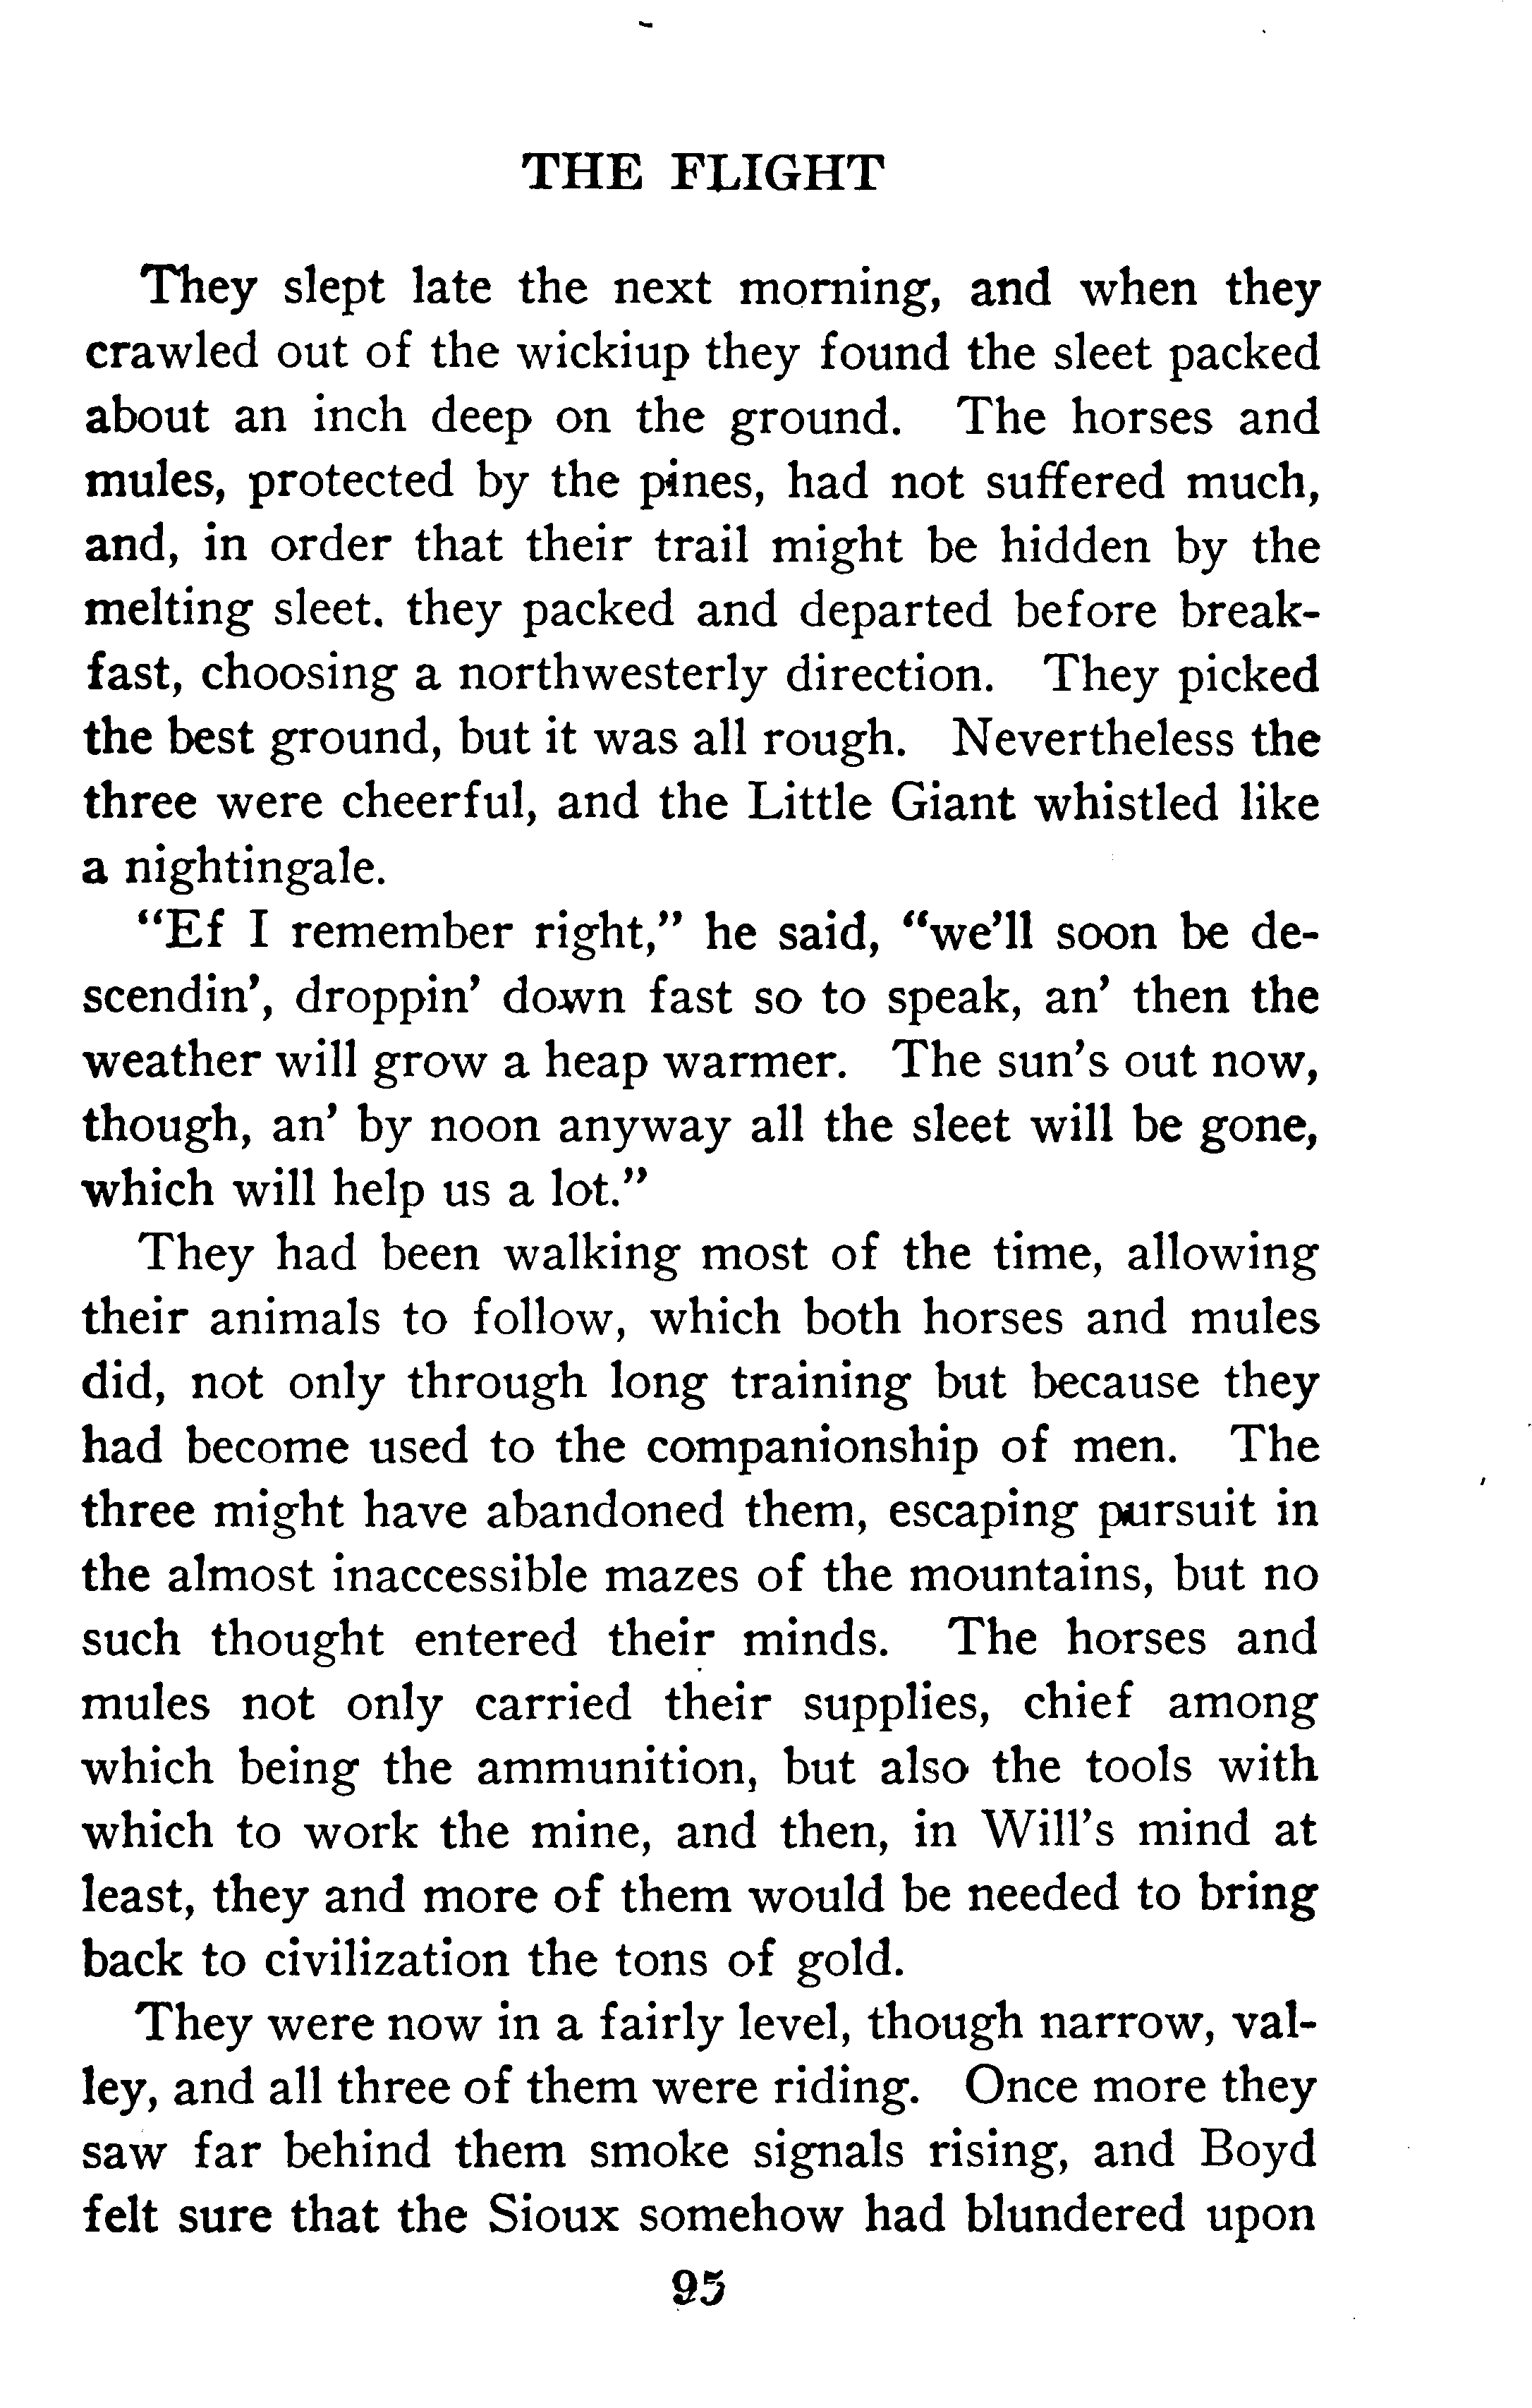 THE FLIGHT
They slept late the next morning, and when they
crawled out of the wickiup they found the sleet packed
about an inch deep on the ground. The horses and
mules, protected by the pines, had not suffered much,
and, in order that their trail might be hidden by the
melting sleet. they packed and departed before break-
fast, choosing a northwesterly direction. They picked
the best ground, but it was all rough. Nevertheless the
three were cheerful, and the Little Giant whistled like
a nightingale.
“Ef I remember right,” he said, “we’ll soon be de-
scendin’, droppin’ down fast so to speak, an’ then the
weather will grow a heap warmer. The sun’s out now,
though, an’ by noon anyway all the sleet will be gone,
which will help us a lot.”
They had been walking most of the time, allowing
their animals to follow, which both horses and mules
did, not only through long training but because they
had become used to the companionship of men. The
three might have abandoned them, escaping pursuit in
the almost inaccessible mazes of the mountains, but no
such thought entered their minds. The horses and
mules not only carried their supplies, chief among
which being the ammunition, but also the tools with
which to work the mine, and then, in Will’s mind at
least, they and more of them would be needed to bring
back to civilization the tons of gold.
They were now in a fairly level, though narrow, val-
ley, and all three of them were riding. Once more they
saw far behind them smoke signals rising, and Boyd
felt sure that the Sioux somehow had blundered upon
95